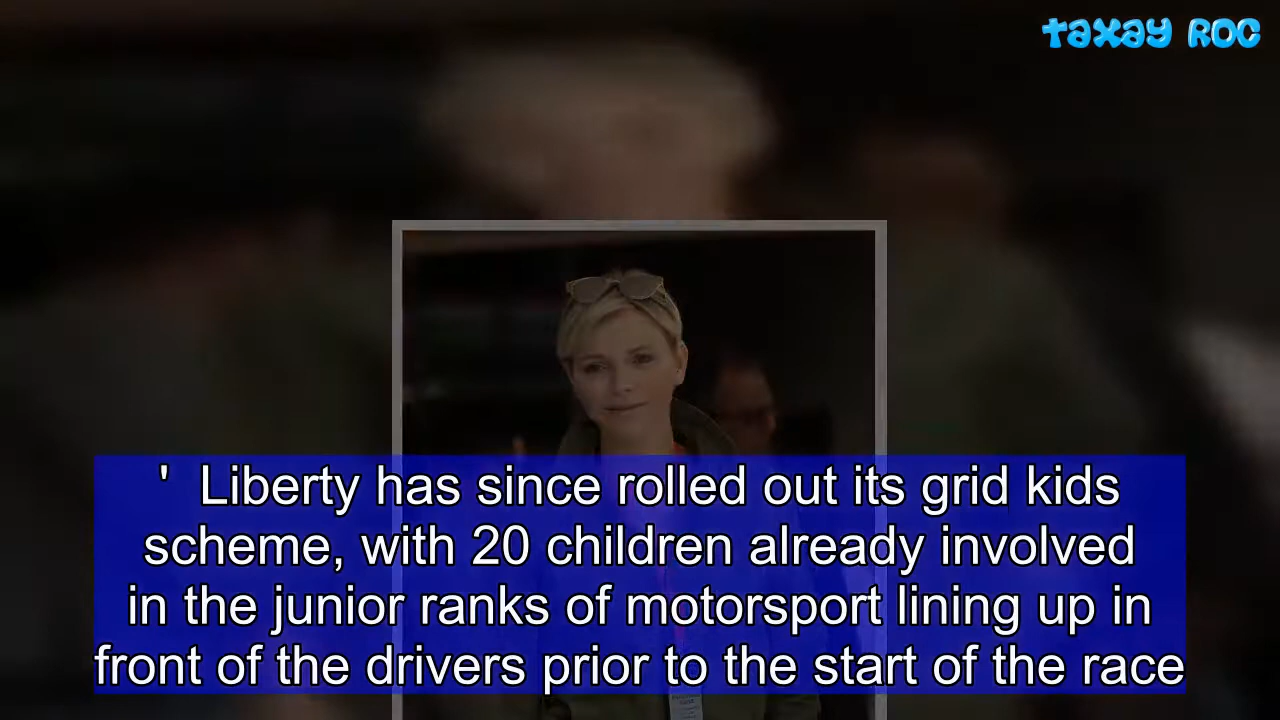 TAXAY ROC
' Liberty has since rolled out its grid kids
scheme, with 20 children already involved
in the junior ranks of motorsport lining up in
front of the drivers prior to the start of the race